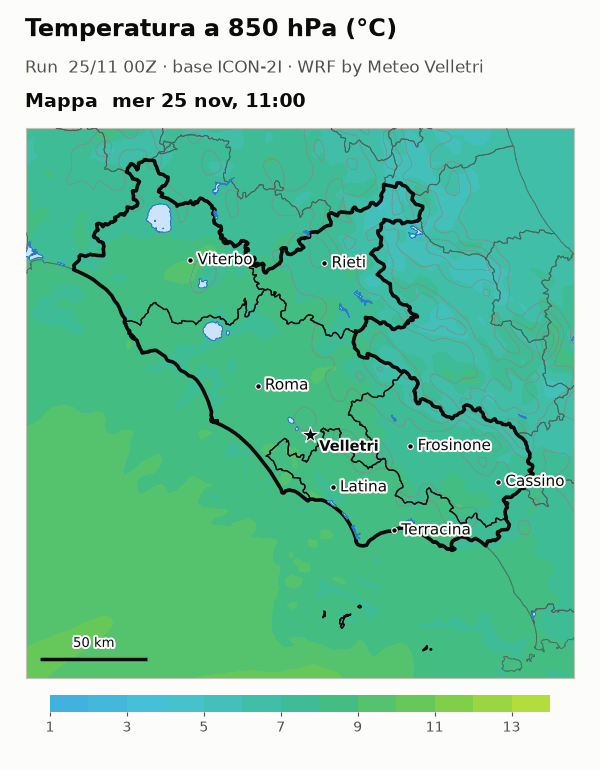 Temperatura a 850 hPa (°C)
Run  25/11 00Z · base ICON-2I · WRF by Meteo Velletri
Mappa  mer 25 nov, 11:00
Viterbo
Rieti
Roma
Velletri
Frosinone
Cassino
Latina
Terracina
50 km
1 3 5 7 9 11 13